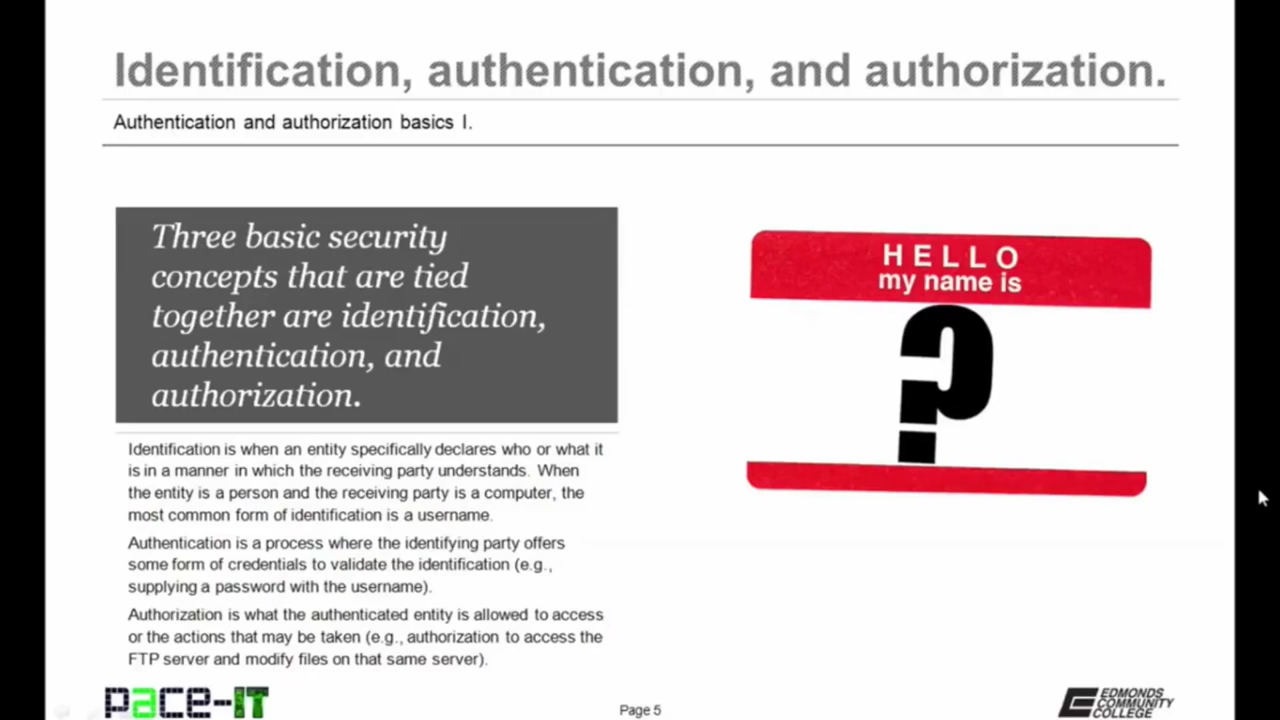 Identification, authentication, and authorization.
Authentication and authorization basics I.
Three basic security
concepts that are tied
together are identification,
authentication, and
authorization.
Identification is when an entity specifically declares who or what it
is in a manner in which the receiving party understands. When
the entity is a person and the receiving party is a computer, the
most common form of identification is a username.
Authentication is a process where the identifying party offers
some form of credentials to validate the identification (e.g.,
supplying a password with the username).
Authorization is what the authenticated entity is allowed to access
or the actions that may be taken (e.g., authorization to access the
FTP server and modify files on that same server).
HELLO
my name is
?
pace-IT
Page 5
EDMONDS
COMMUNITY
COLLEGE